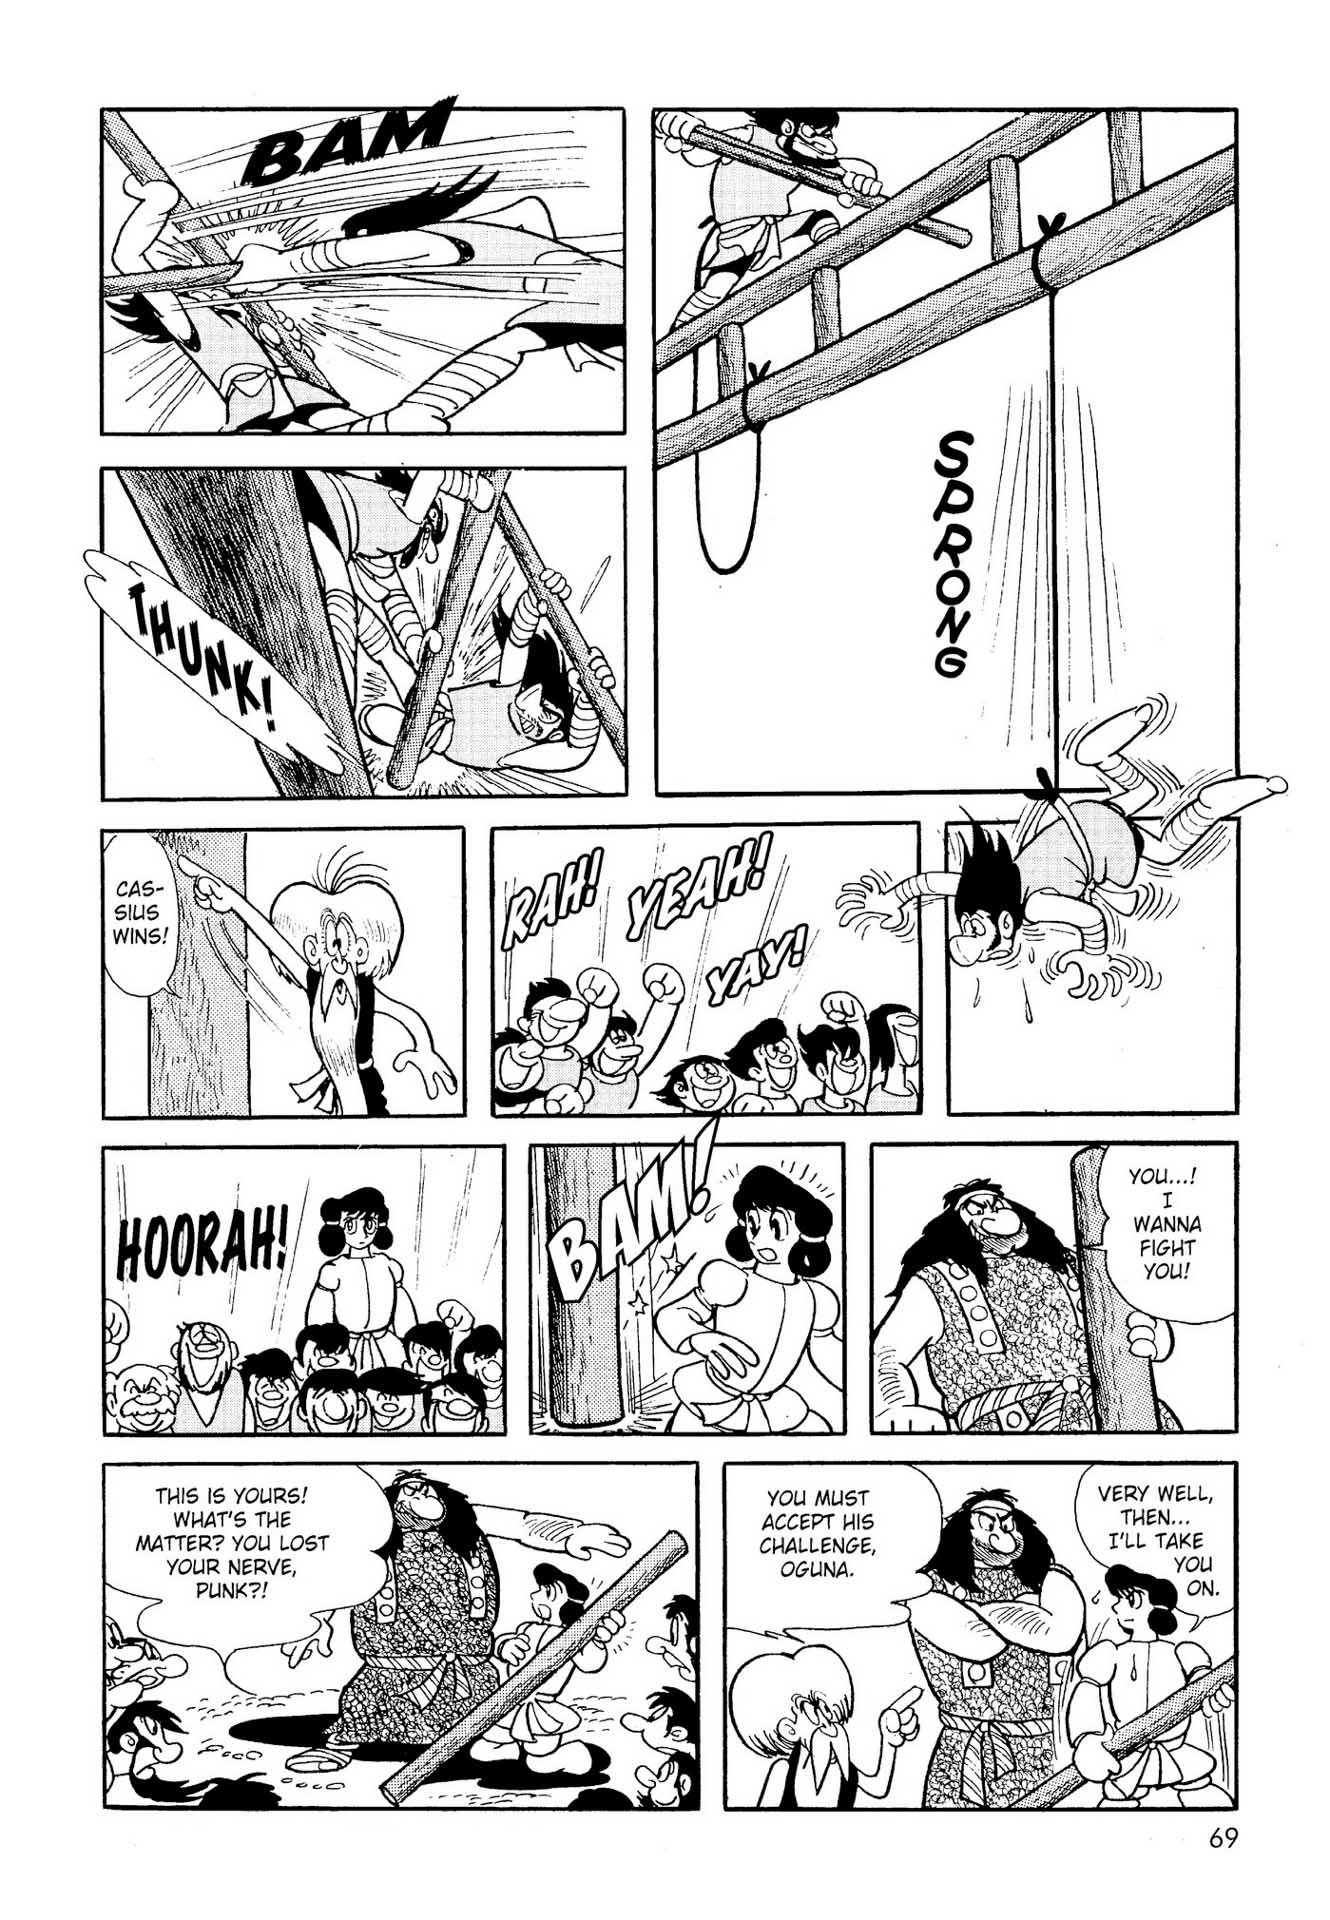 BAM
THUNK!
SPRONG
CAS-
SIUS
WINS!
RAH!
YEAH!
YAY!
HOORAH!
BAM!
YOU...!
I
WANNA
FIGHT
YOU!
THIS IS YOURS!
WHAT'S THE
MATTER? YOU LOST
YOUR NERVE,
PUNK?!
YOU MUST
ACCEPT HIS
CHALLENGE,
OGUNA.
VERY WELL,
THEN...
I'LL TAKE
YOU
ON.
69